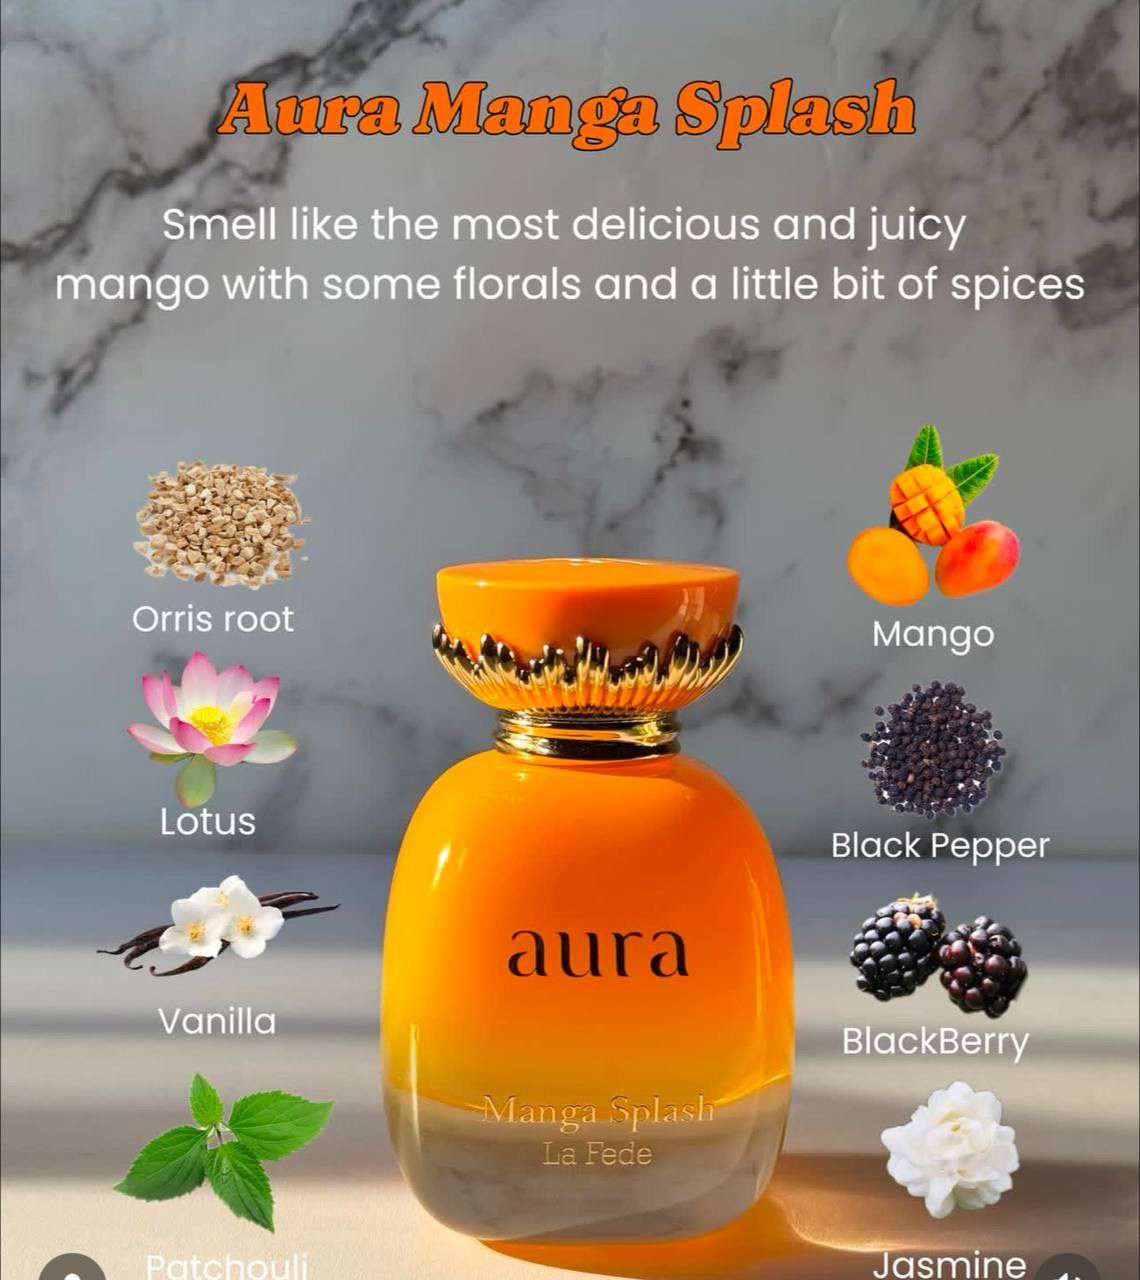 Aura Manga Splash
Smell like the most delicious and juicy
mango with some florals and a little bit of spices
Orris root
Mango
Lotus
Black Pepper
Vanilla
BlackBerry
Patchouli
Jasmine
aura
Manga Splash
La Fede